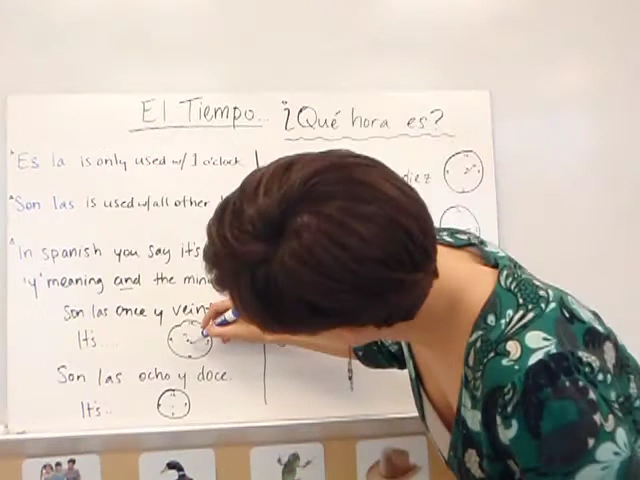 El Tiempo... ¿Qué hora es?
Es la is only used w/ 1 o'clock
diez
Son las is used w/ all other
In spanish you say it's
'y' meaning and the min
Son las once y vein
It's....
Son las ocho y doce.
It's..